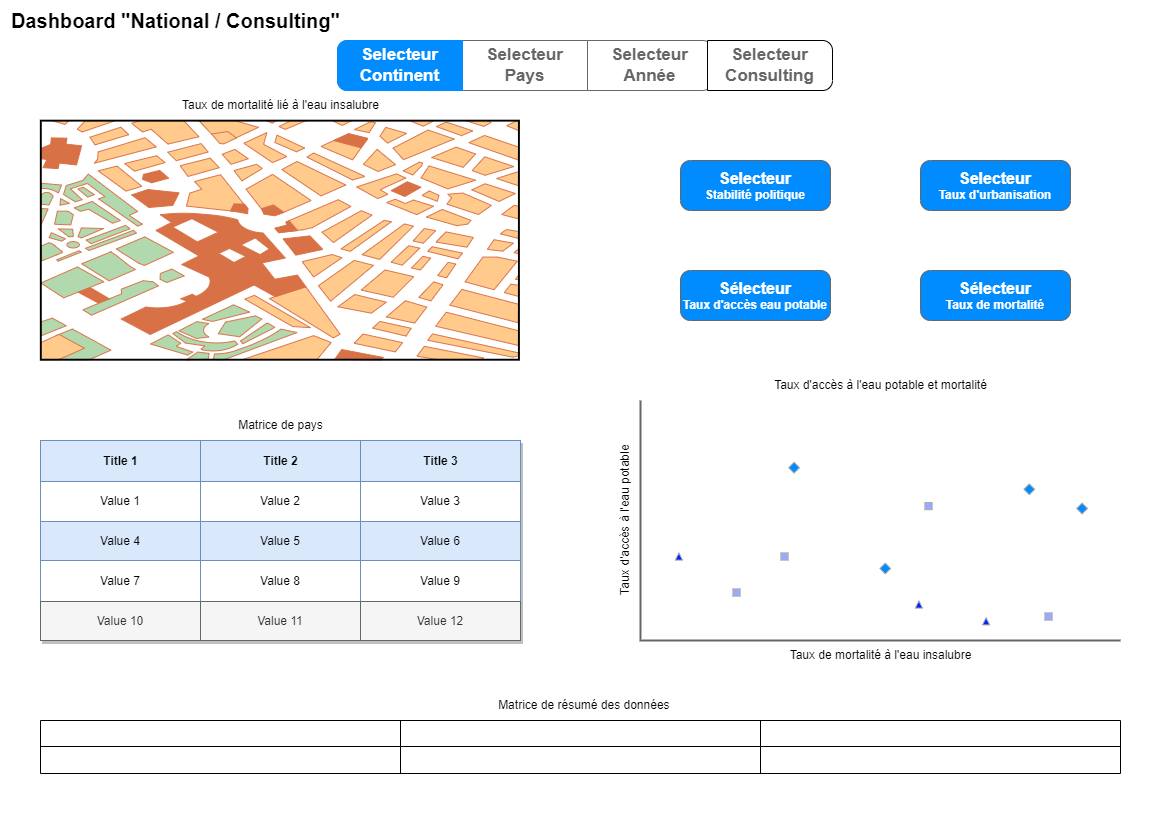 Dashboard "National / Consulting"
Selecteur
Continent
Selecteur
Pays
Selecteur
Année
Selecteur
Consulting
Taux de mortalité lié à l'eau insalubre
Selecteur
Stabilité politique
Selecteur
Taux d'urbanisation
Sélecteur
Taux d'accès eau potable
Sélecteur
Taux de mortalité
Matrice de pays
Title 1 Title 2 Title 3
Value 1 Value 2 Value 3
Value 4 Value 5 Value 6
Value 7 Value 8 Value 9
Value 10 Value 11 Value 12
Taux d'accès à l'eau potable et mortalité
Taux d'accès à l'eau potable
Taux de mortalité à l'eau insalubre
Matrice de résumé des données